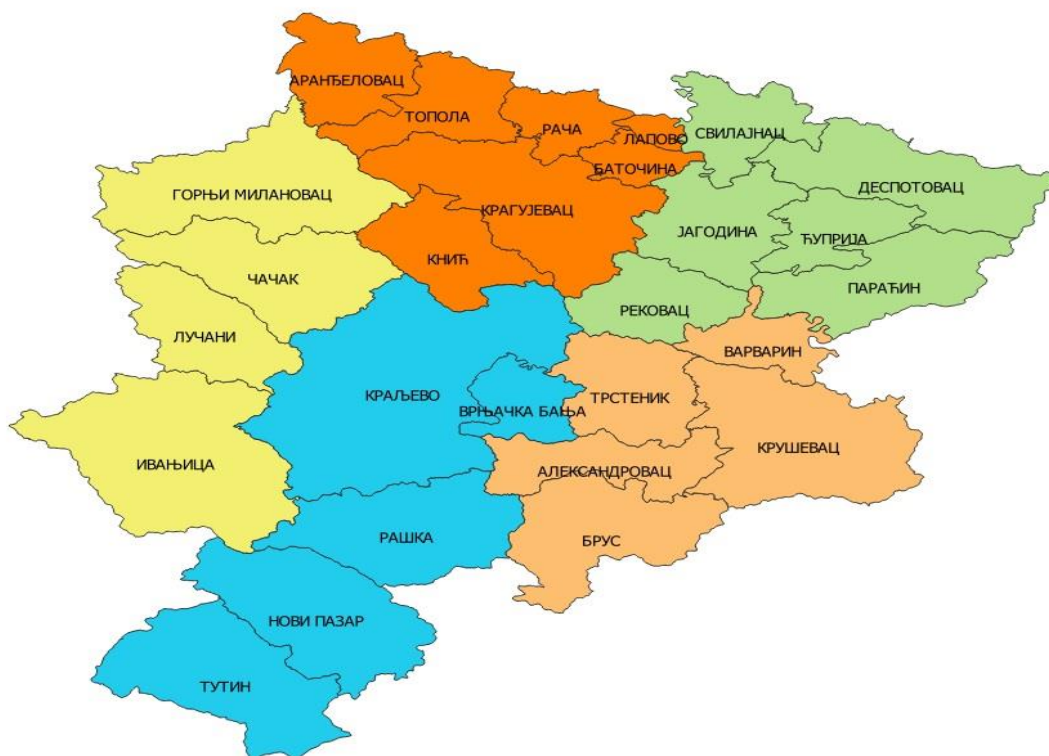 АРАНЂЕЛОВАЦ
ТОПОЛА
РАЧА
ЛАПОВО
СВИЛАЈНАЦ
БАТОЧИНА
ГОРЊИ МИЛАНОВАЦ
ДЕСПОТОВАЦ
КРАГУЈЕВАЦ
ЈАГОДИНА
ЋУПРИЈА
КНИЋ
ЧАЧАК
ПАРАЋИН
РЕКОВАЦ
ЛУЧАНИ
ВАРВАРИН
КРАЉЕВО
ТРСТЕНИК
ВРЊАЧКА БАЊА
КРУШЕВАЦ
ИВАЊИЦА
АЛЕКСАНДРОВАЦ
РАШКА
БРУС
НОВИ ПАЗАР
ТУТИН